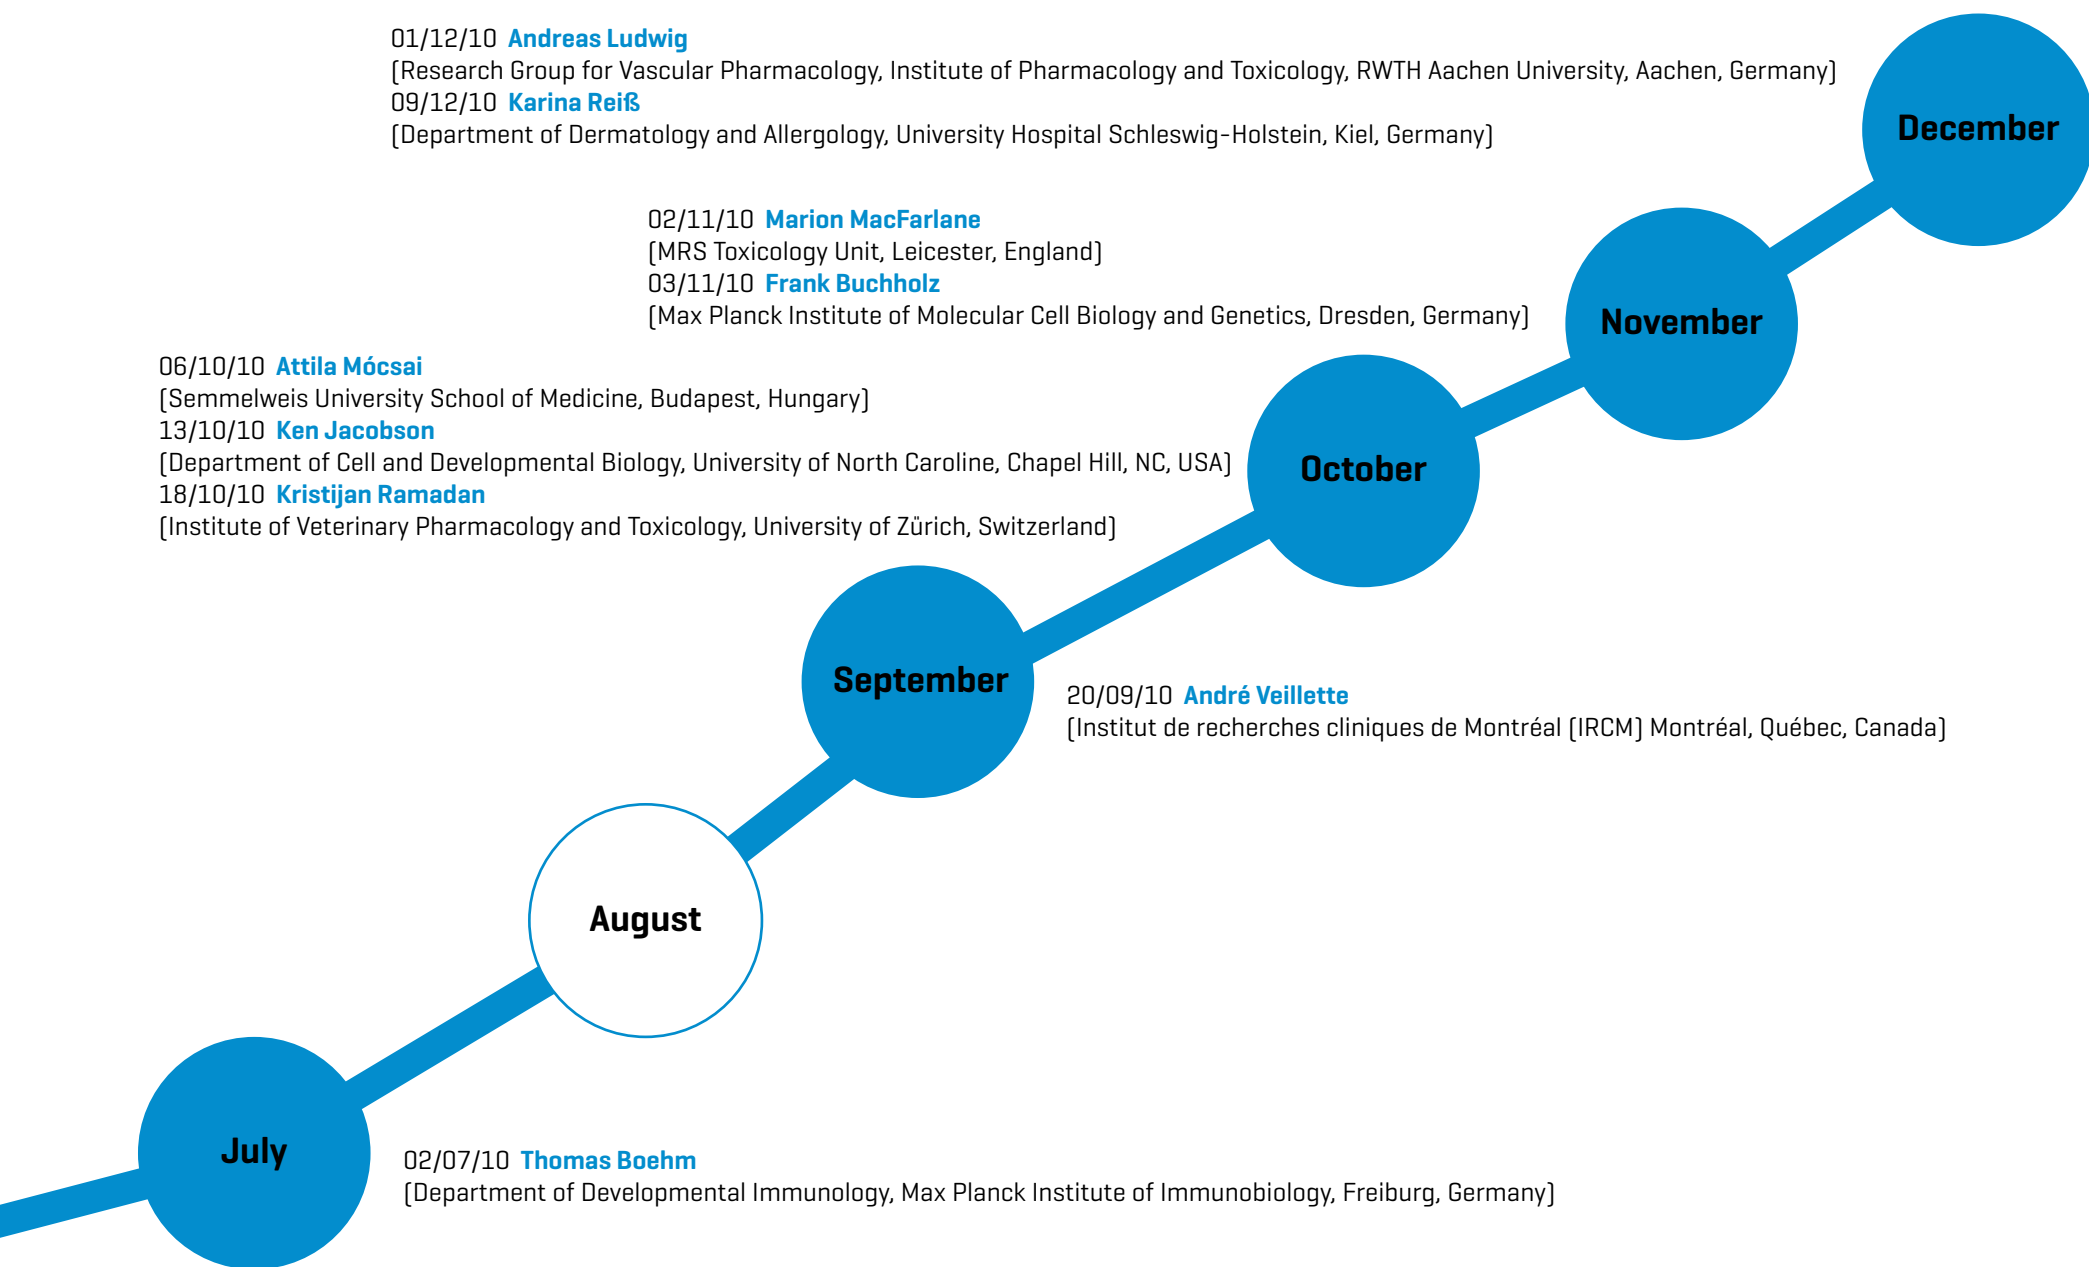 01/12/10 Andreas Ludwig
(Research Group for Vascular Pharmacology, Institute of Pharmacology and Toxicology, RWTH Aachen University, Aachen, Germany)
09/12/10 Karina Reiß
(Department of Dermatology and Allergology, University Hospital Schleswig-Holstein, Kiel, Germany)
December
02/11/10 Marion MacFarlane
(MRS Toxicology Unit, Leicester, England)
03/11/10 Frank Buchholz
(Max Planck Institute of Molecular Cell Biology and Genetics, Dresden, Germany)
November
06/10/10 Attila Mócsai
(Semmelweis University School of Medicine, Budapest, Hungary)
13/10/10 Ken Jacobson
(Department of Cell and Developmental Biology, University of North Caroline, Chapel Hill, NC, USA)
18/10/10 Kristijan Ramadan
(Institute of Veterinary Pharmacology and Toxicology, University of Zürich, Switzerland)
October
September
20/09/10 André Veillette
(Institut de recherches cliniques de Montréal (IRCM) Montréal, Québec, Canada)
August
July
02/07/10 Thomas Boehm
(Department of Developmental Immunology, Max Planck Institute of Immunobiology, Freiburg, Germany)